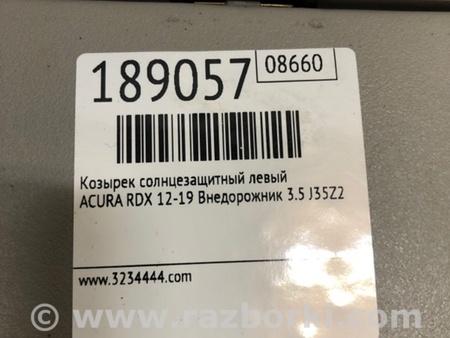 189057
08660
Козырек солнцезащитный левый
ACURA RDX 12-19 Внедорожник 3.5 J35Z2
www.3234444.com
© www.razborki.com